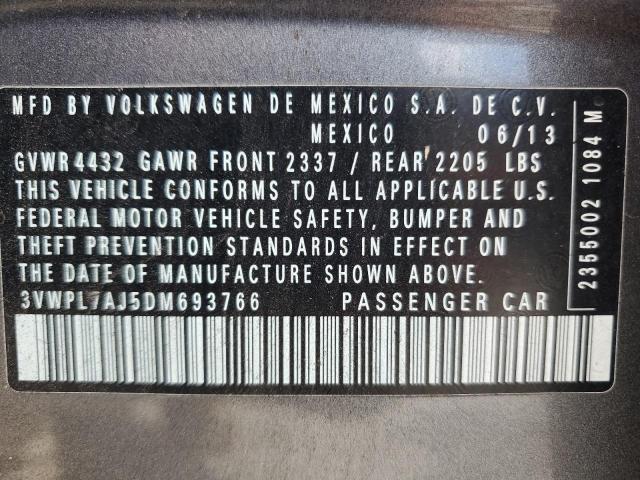 MFD BY VOLKSWAGEN DE MEXICO S.A. DE C.V.
MEXICO 06/13
GVWR4432 GAWR FRONT 2337 / REAR 2205 LBS
THIS VEHICLE CONFORMS TO ALL APPLICABLE U.S.
FEDERAL MOTOR VEHICLE SAFETY, BUMPER AND
THEFT PREVENTION STANDARDS IN EFFECT ON
THE DATE OF MANUFACTURE SHOWN ABOVE.
3VWPL7AJ5DM693766 PASSENGER CAR
2355002 1084 M